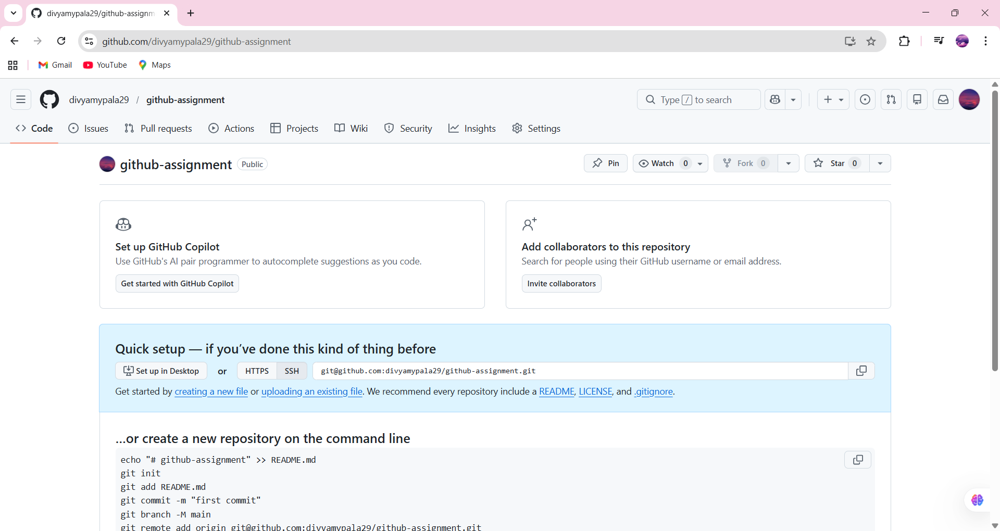 divyamypala29/github-assignm
github.com/divyamypala29/github-assignment
Gmail YouTube Maps
divyamypala29 / github-assignment
Type / to search
Code Issues Pull requests Actions Projects Wiki Security Insights Settings
github-assignment Public
Pin Watch 0 Fork 0 Star 0
Set up GitHub Copilot
Use GitHub's AI pair programmer to autocomplete suggestions as you code.
Get started with GitHub Copilot
Add collaborators to this repository
Search for people using their GitHub username or email address.
Invite collaborators
Quick setup — if you’ve done this kind of thing before
Set up in Desktop or HTTPS SSH git@github.com:divyamypala29/github-assignment.git
Get started by creating a new file or uploading an existing file. We recommend every repository include a README, LICENSE, and .gitignore.
…or create a new repository on the command line
echo "# github-assignment" >> README.md
git init
git add README.md
git commit -m "first commit"
git branch -M main
git remote add origin git@github.com:divyamypala29/github-assignment.git